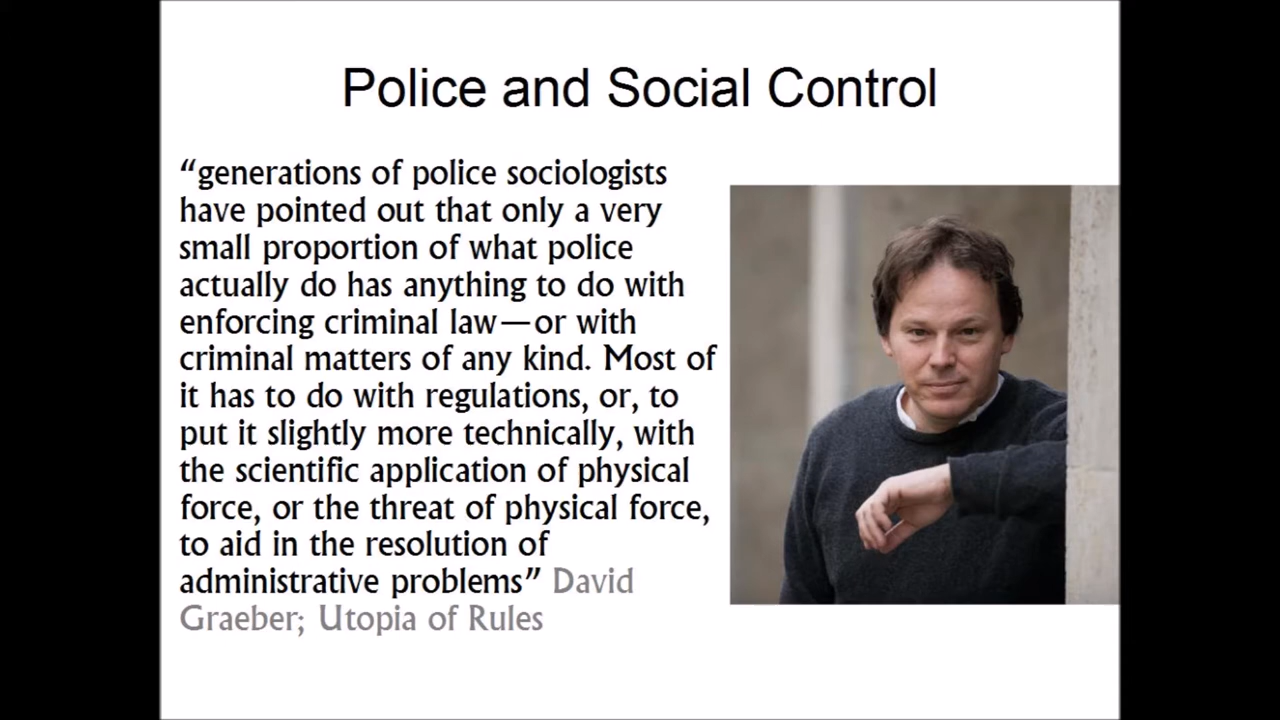 Police and Social Control
“generations of police sociologists
have pointed out that only a very
small proportion of what police
actually do has anything to do with
enforcing criminal law—or with
criminal matters of any kind. Most of
it has to do with regulations, or, to
put it slightly more technically, with
the scientific application of physical
force, or the threat of physical force,
to aid in the resolution of
administrative problems” David
Graeber; Utopia of Rules